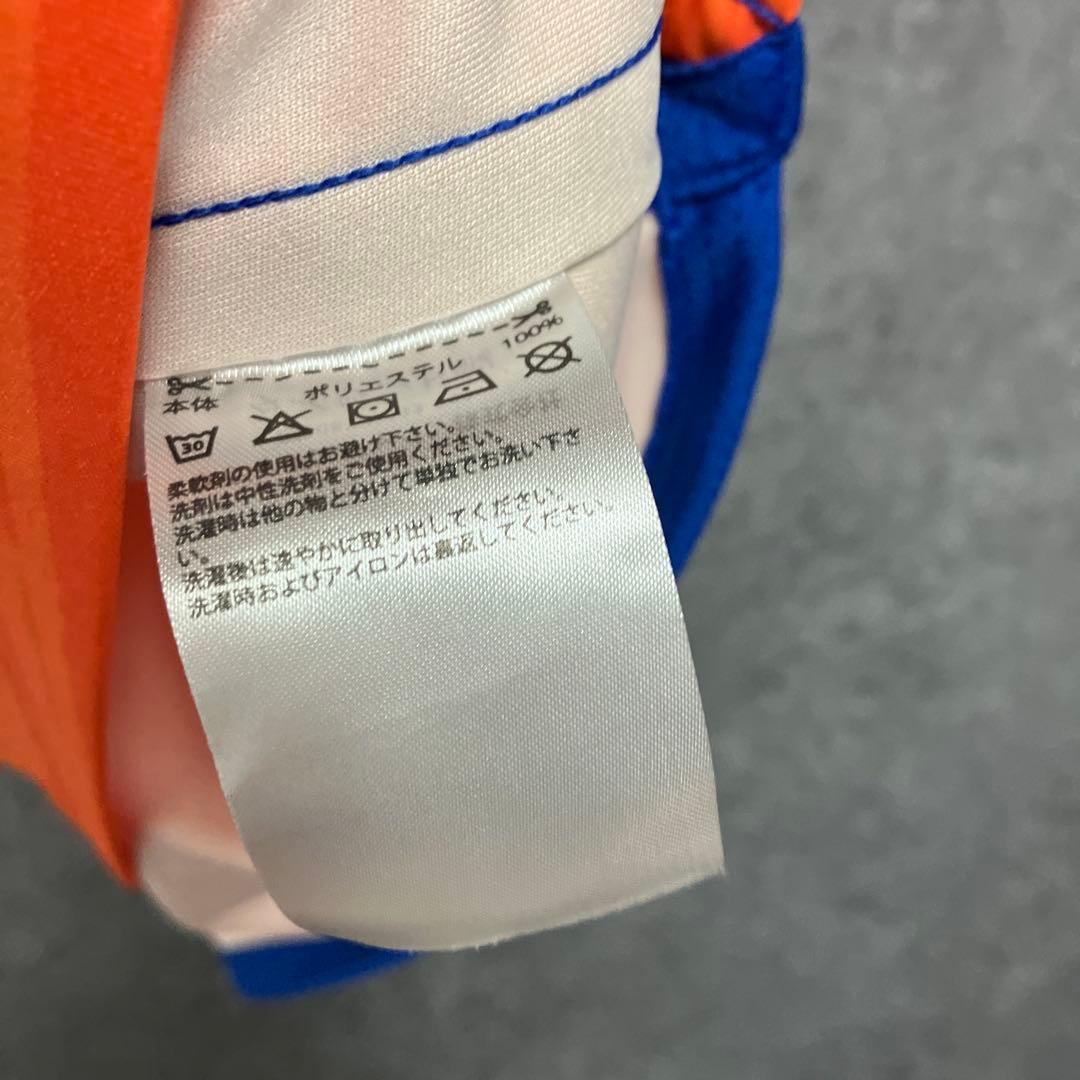 本体 ポリエステル 100%
30
柔軟剤の使用はお避け下さい。
洗剤は中性洗剤をご使用ください。
洗濯時は他の物と分けて単独でお洗い下さ
い。
洗濯後は速やかに取り出してください。
洗濯時およびアイロンは裏返してください。